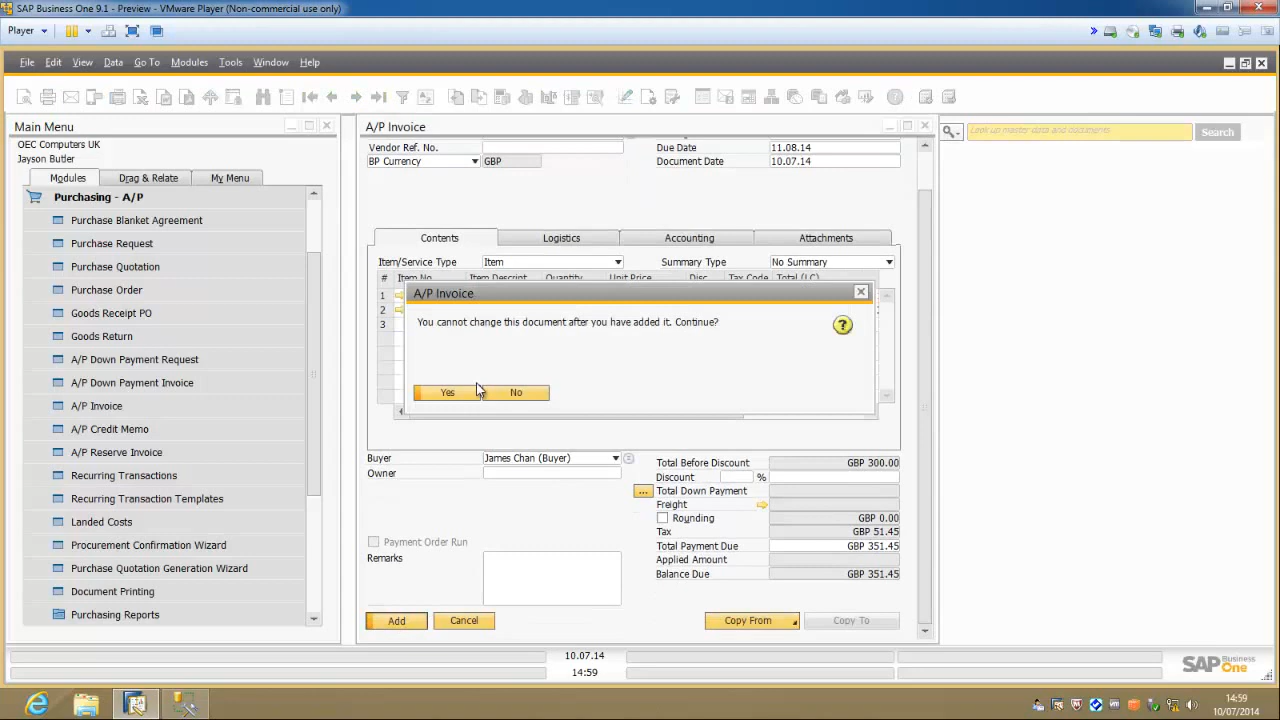 SAP Business One 9.1 - Preview - VMware Player (Non-commercial use only)
Player
File Edit View Data Go To Modules Tools Window Help
Main Menu
OEC Computers UK
Jayson Butler
Modules Drag & Relate My Menu
Purchasing - A/P
Purchase Blanket Agreement
Purchase Request
Purchase Quotation
Purchase Order
Goods Receipt PO
Goods Return
A/P Down Payment Request
A/P Down Payment Invoice
A/P Invoice
A/P Credit Memo
A/P Reserve Invoice
Recurring Transactions
Recurring Transaction Templates
Landed Costs
Procurement Confirmation Wizard
Purchase Quotation Generation Wizard
Document Printing
Purchasing Reports
A/P Invoice
Vendor Ref. No. Due Date 11.08.14
BP Currency GBP Document Date 10.07.14
Contents Logistics Accounting Attachments
Item/Service Type Item Summary Type No Summary
# Item No. Item Descript. Quantity Unit Price Disc. Tax Code Total (LC)
1
2
3
A/P Invoice
You cannot change this document after you have added it. Continue?
Yes No
Buyer James Chan (Buyer)
Owner
Payment Order Run
Remarks
Total Before Discount GBP 300.00
Discount %
... Total Down Payment
Freight
Rounding GBP 0.00
Tax GBP 51.45
Total Payment Due GBP 351.45
Applied Amount
Balance Due GBP 351.45
Add Cancel Copy From Copy To
Look up master data and documents Search
10.07.14
14:59
SAP Business One
14:59
10/07/2014